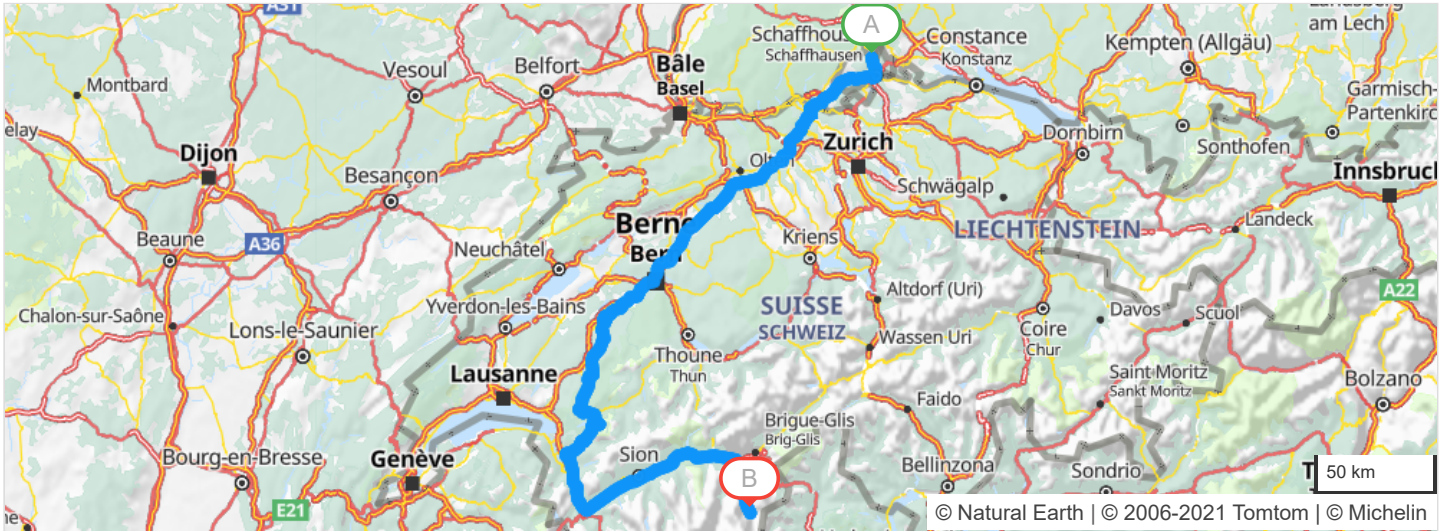 A31
Landsberg
am Lech
A
Schaffhous
Schaffhausen
Constance
Konstanz
Kempten (Allgäu)
Vesoul
Belfort
Bâle
Basel
Montbard
Garmisch-
Partenkirc
elay
Dornbirn
Sonthofen
Dijon
Zurich
Innsbruck
Besançon
Schwägalp
Landeck
Beaune
A36
Berne
Bern
Neuchâtel
Kriens
LIECHTENSTEIN
Chalon-sur-Saône
Lons-le-Saunier
Yverdon-les-Bains
SUISSE
SCHWEIZ
Altdorf (Uri)
A22
Davos
Scuol
Wassen Uri
Coire
Chur
Thoune
Thun
Lausanne
Saint Moritz
Sankt Moritz
Bolzano
Faido
Bourg-en-Bresse
Genève
Sion
Brigue-Glis
Brig-Glis
B
Bellinzona
Sondrio
T
50 km
E21
© Natural Earth | © 2006-2021 Tomtom | © Michelin